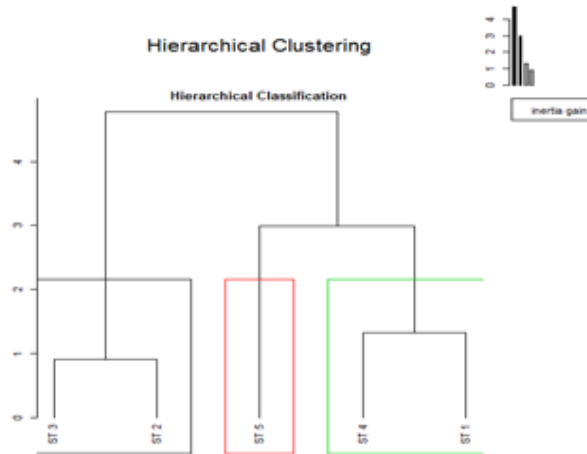 Hierarchical Clustering
Hierarchical Classification
4
3
2
1
0
inertia gain
4
3
2
1
0
ST 3
ST 2
ST 5
ST 4
ST 1